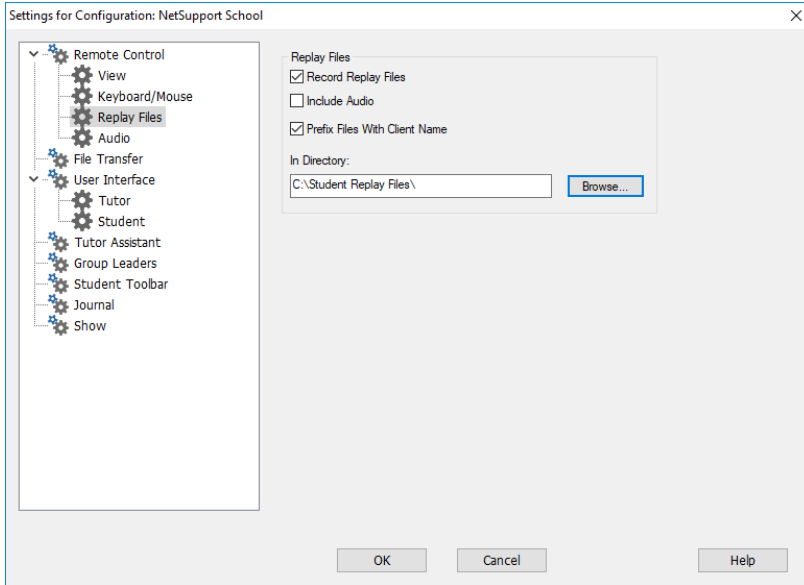 Settings for Configuration: NetSupport School
Remote Control
View
Keyboard/Mouse
Replay Files
Audio
File Transfer
User Interface
Tutor
Student
Tutor Assistant
Group Leaders
Student Toolbar
Journal
Show
Replay Files
Record Replay Files
Include Audio
Prefix Files With Client Name
In Directory:
C:\Student Replay Files\
Browse...
OK
Cancel
Help